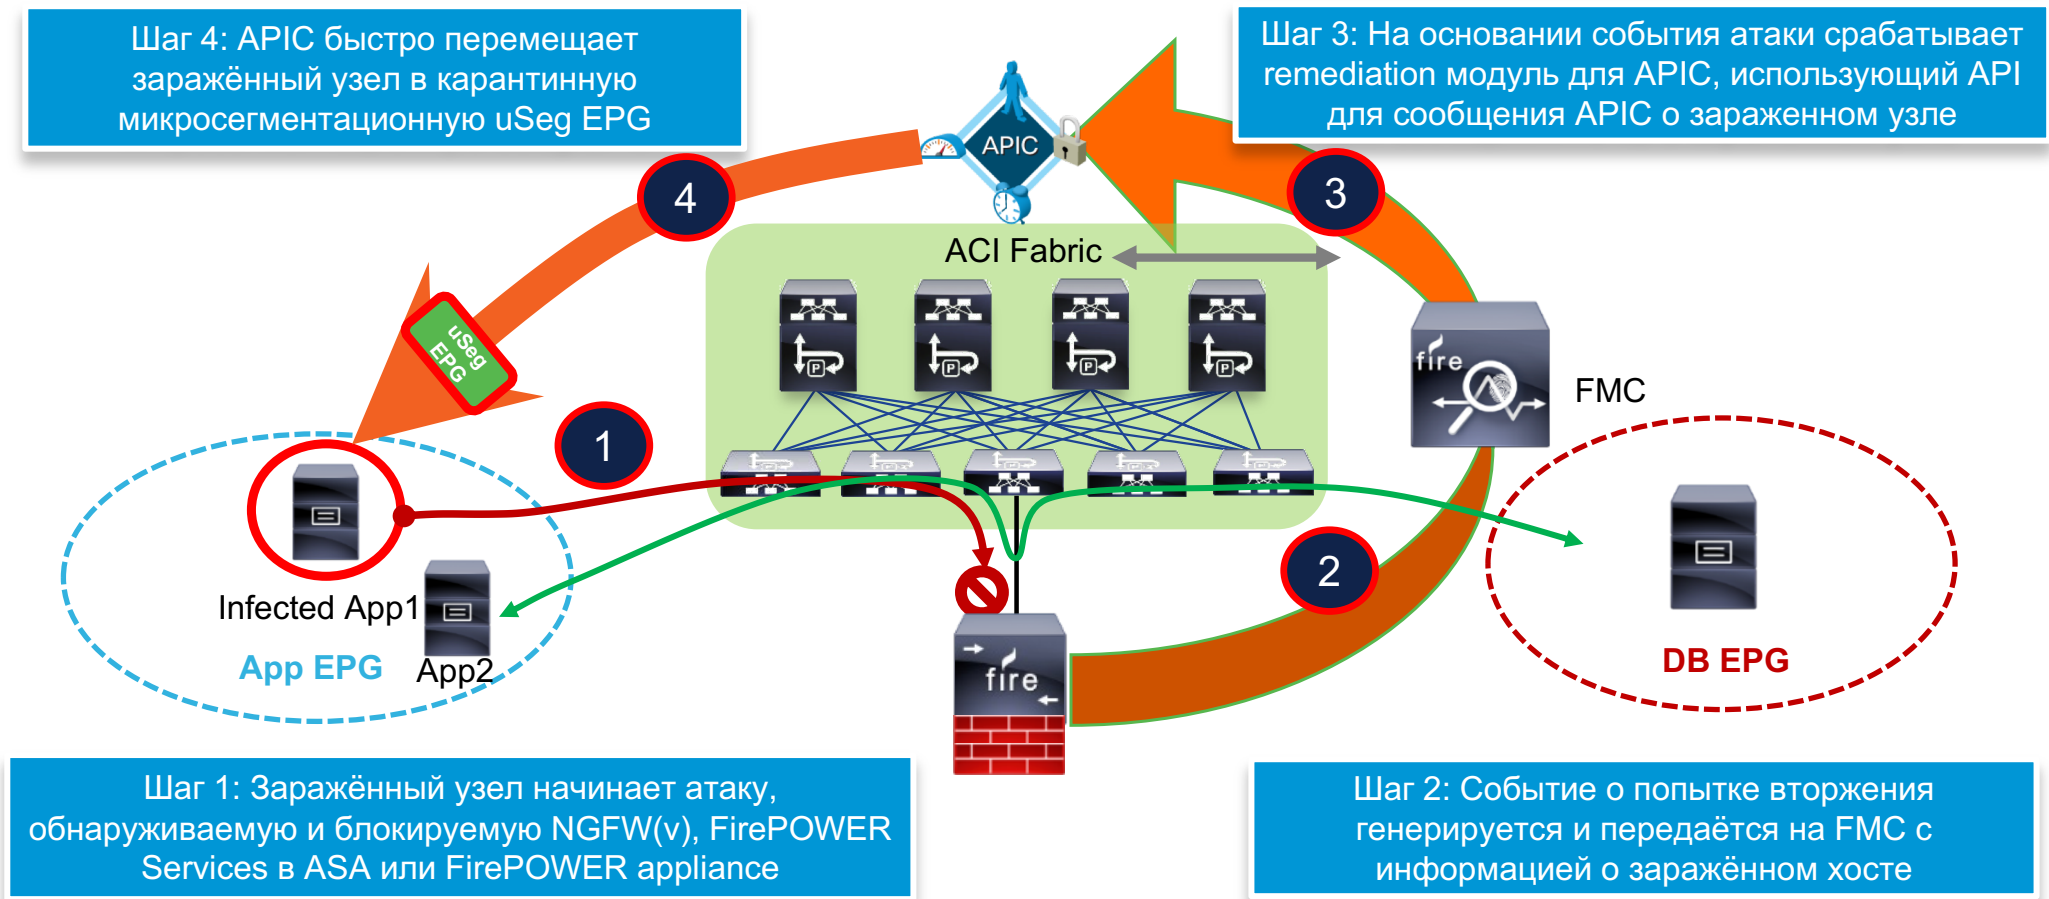 Шаг 4: APIC быстро перемещает
заражённый узел в карантинную
микросегментационную uSeg EPG
Шаг 3: На основании события атаки срабатывает
remediation модуль для APIC, использующий API
для сообщения APIC о зараженном узле
APIC
4
3
ACI Fabric
uSeg
EPG
P
P
P
P
fire
FMC
1
2
Infected App1
App EPG
App2
fire
DB EPG
Шаг 1: Заражённый узел начинает атаку,
обнаруживаемую и блокируемую NGFW(v), FirePOWER
Services в ASA или FirePOWER appliance
Шаг 2: Событие о попытке вторжения
генерируется и передаётся на FMC с
информацией о заражённом хосте